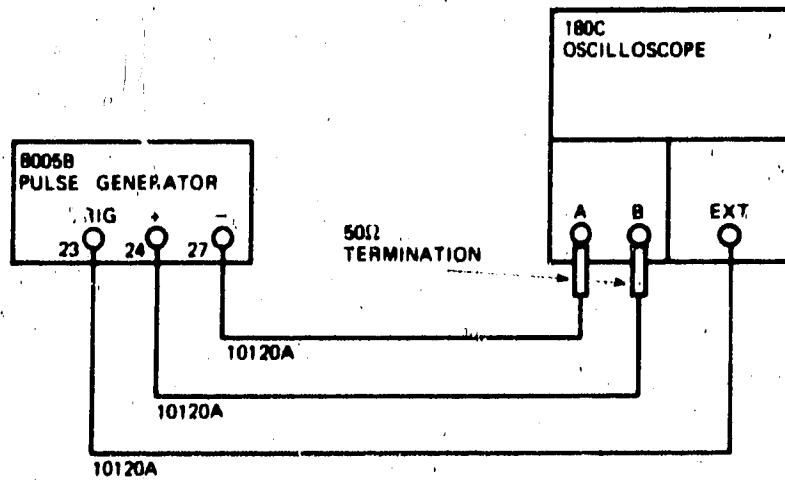 180C
OSCILLOSCOPE
8005B
PULSE GENERATOR
+ -
23 24 27
A B EXT
50Ω
TERMINATION
10120A
10120A
10120A